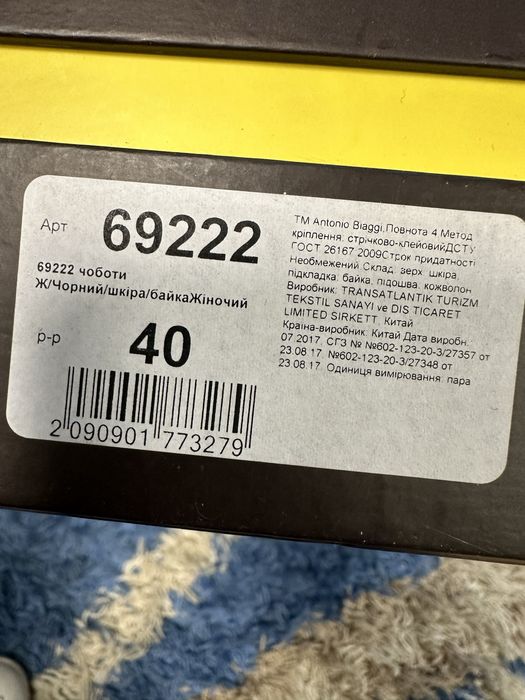 Арт 69222
69222 чоботи
Ж/Чорний/шкіра/байкаЖіночий
р-р 40
2 090901 773279
ТМ Antonio Biaggi.Повнота 4 Метод
кріплення: стрічково-клейовийДСТУ
ГОСТ 26167 2009Строк придатності
Необмежений.Склад: верх: шкіра,
підкладка: байка, підошва: кожволон
Виробник: TRANSATLANTIK TURIZM
TEKSTIL SANAYI ve DIS TICARET
LIMITED SIRKETT, Китай
Країна-виробник: Китай Дата виробн.
07.2017, СГЗ № №602-123-20-3/27357 от
23.08.17, №602-123-20-3/27348 от
23.08.17. Одиниця вимірювання: пара